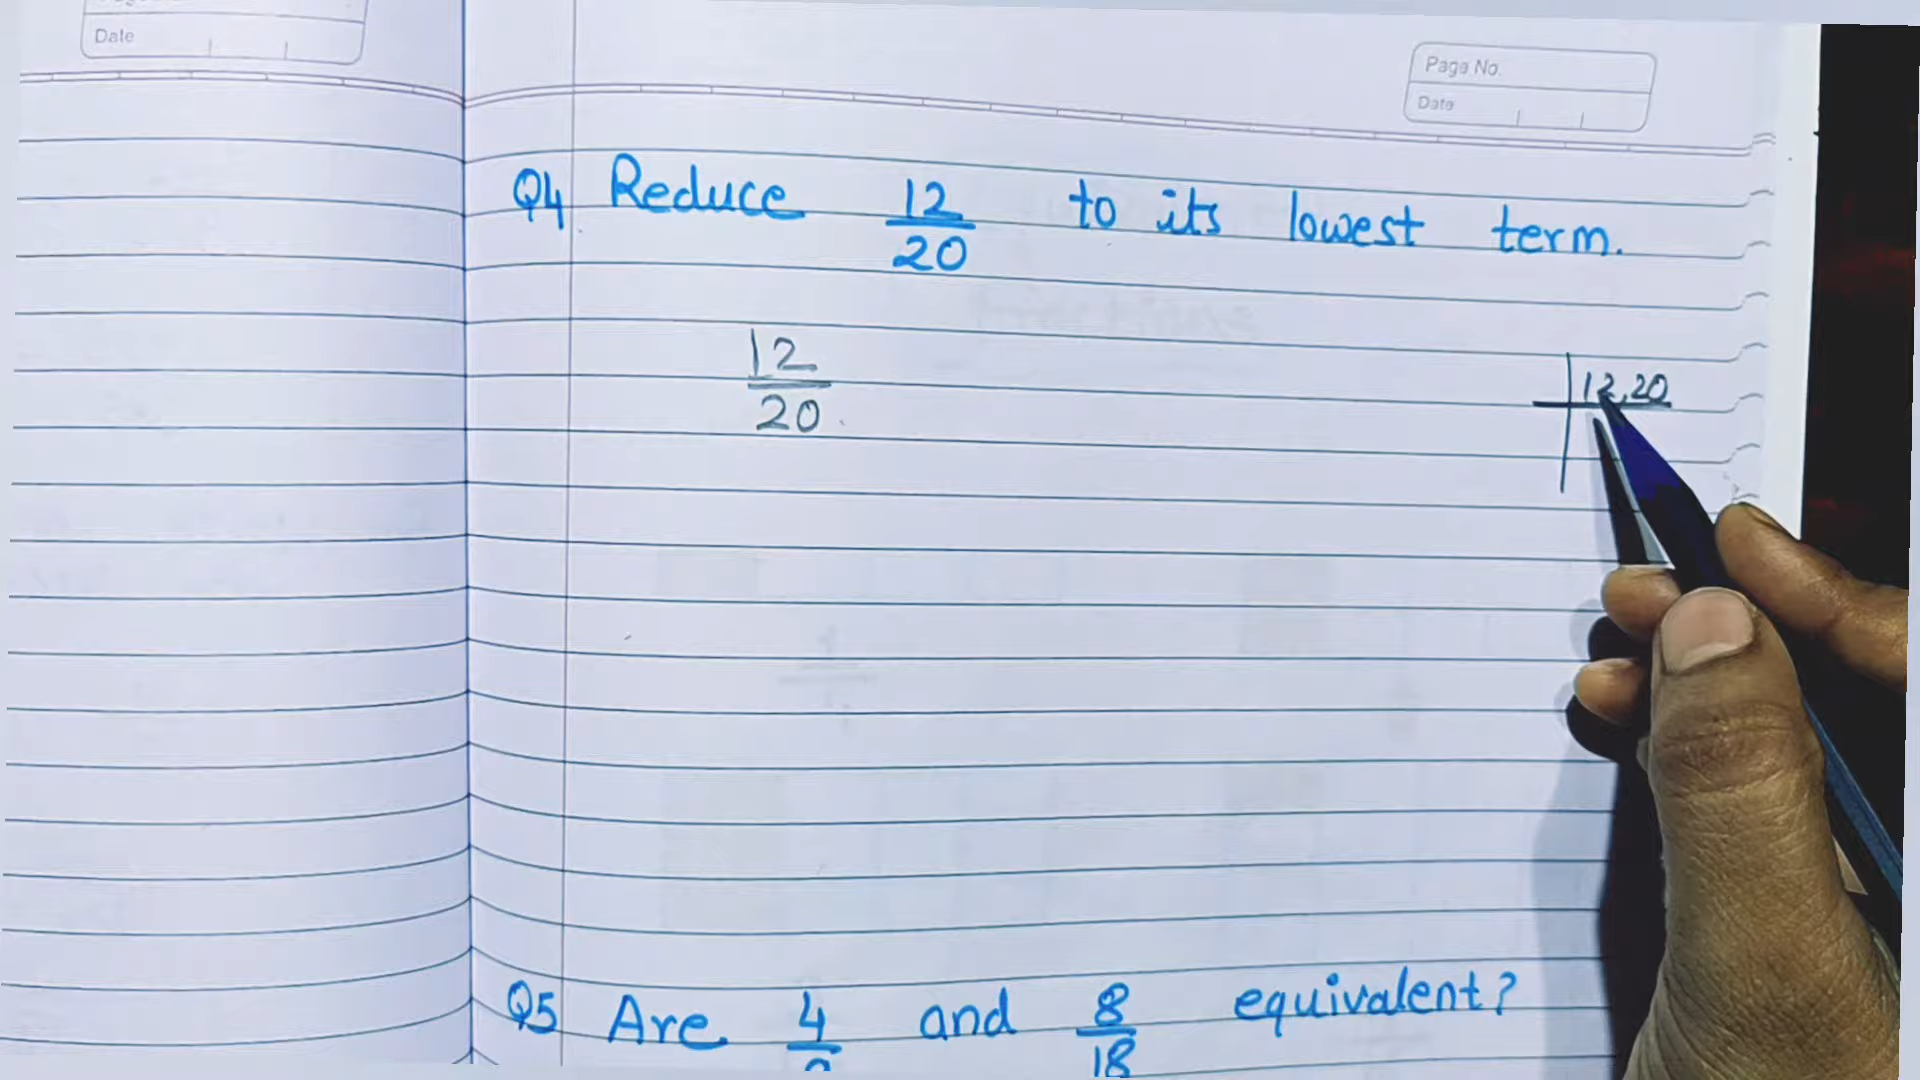 Date
Page No.
Date
Q4 Reduce 12/20 to its lowest term.
12/20
12,20
Q5 Are 4/ and 8/18 equivalent?